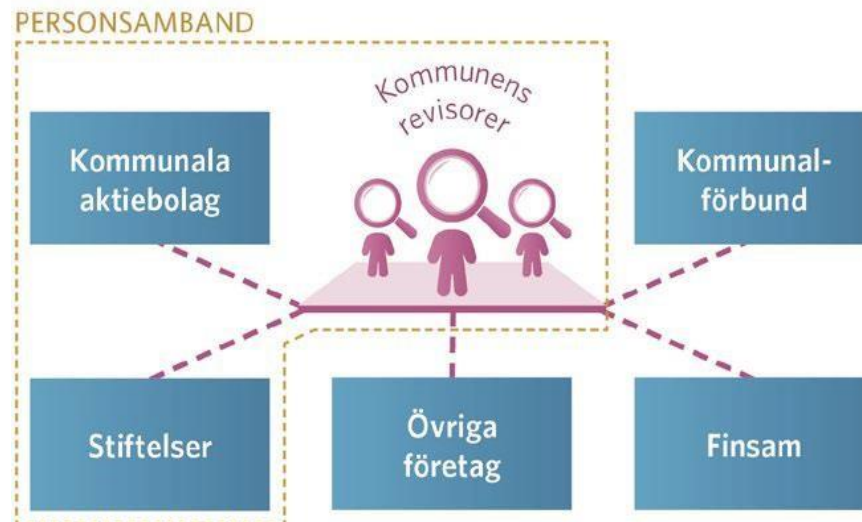 PERSONSAMBAND
Kommunens
revisorer
Kommunala
aktiebolag
Kommunal-
förbund
Stiftelser
Övriga
företag
Finsam